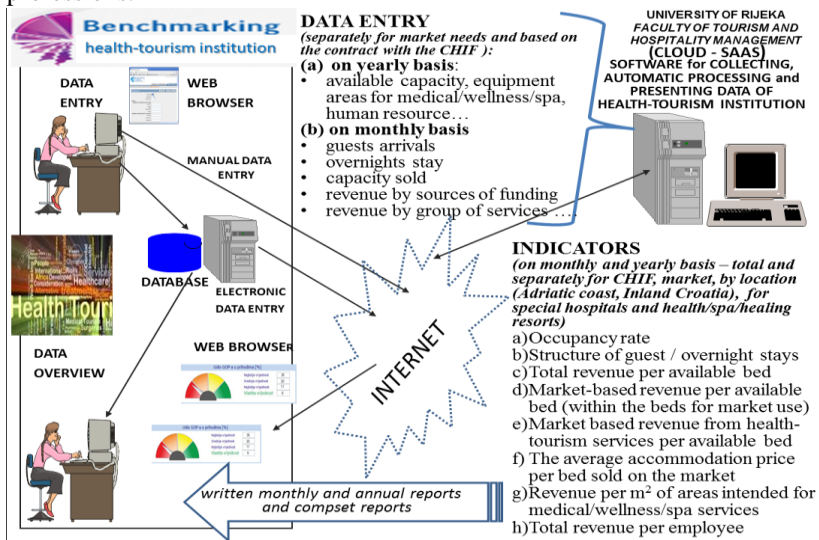 Benchmarking
health-tourism institution
DATA
ENTRY
WEB
BROWSER
MANUAL DATA
ENTRY
DATABASE
ELECTRONIC
DATA ENTRY
Health Touri
Healthcare
DATA
OVERVIEW
WEB BROWSER
INTERNET
written monthly and annual reports
and compset reports
DATA ENTRY
(separately for market needs and based on
the contract with the CHIF ):
(a) on yearly basis:
• available capacity, equipment
areas for medical/wellness/spa,
human resource…
(b) on monthly basis
• guests arrivals
• overnights stay
• capacity sold
• revenue by sources of funding
• revenue by group of services ….
UNIVERSITY OF RIJEKA
FACULTY OF TOURISM AND
HOSPITALITY MANAGEMENT
(CLOUD - SAAS)
SOFTWARE for COLLECTING,
AUTOMATIC PROCESSING and
PRESENTING DATA OF
HEALTH-TOURISM INSTITUTION
INDICATORS
(on monthly and yearly basis – total and
separately for CHIF, market, by location
(Adriatic coast, Inland Croatia), for
special hospitals and health/spa/healing
resorts)
a)Occupancy rate
b)Structure of guest / overnight stays
c)Total revenue per available bed
d)Market-based revenue per available
bed (within the beds for market use)
e)Market based revenue from health-
tourism services per available bed
f) The average accommodation price
per bed sold on the market
g)Revenue per m² of areas intended for
medical/wellness/spa services
h)Total revenue per employee